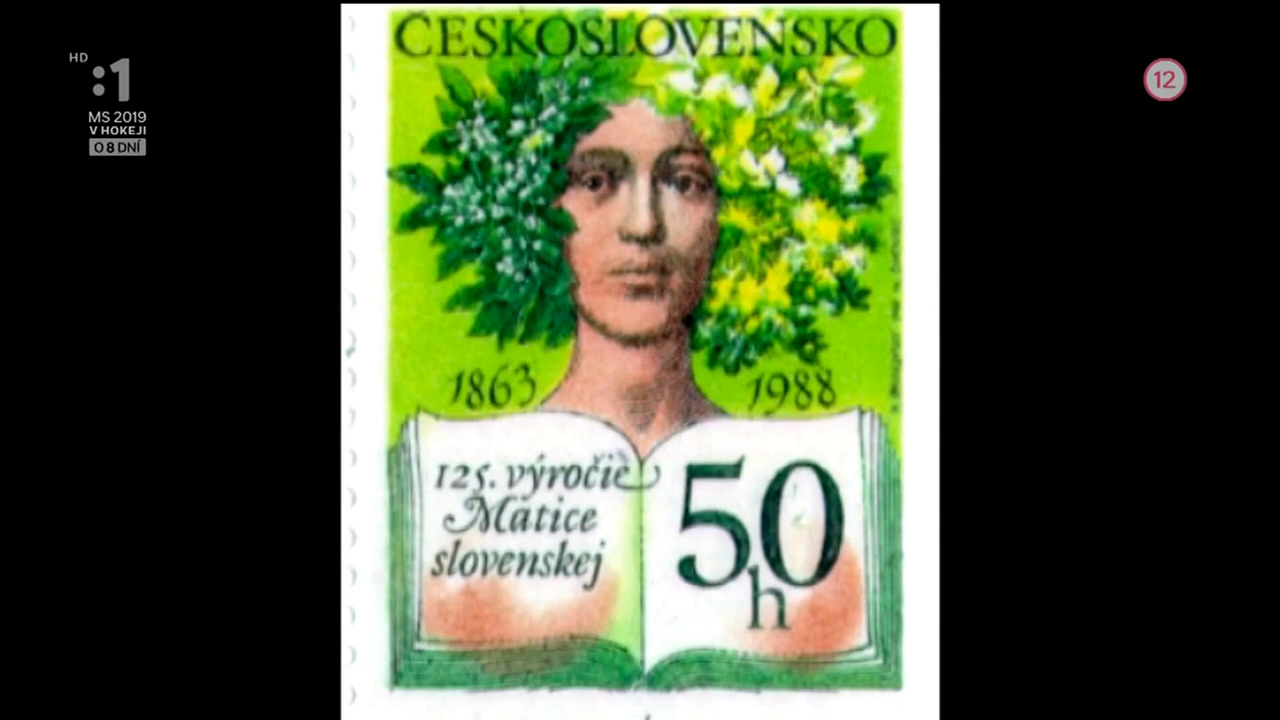 ČESKOSLOVENSKO
HD
:1
MS 2019
V HOKEJI
O 8 DNÍ
12
1863
1988
125. výročie
Matice
slovenskej
50
h